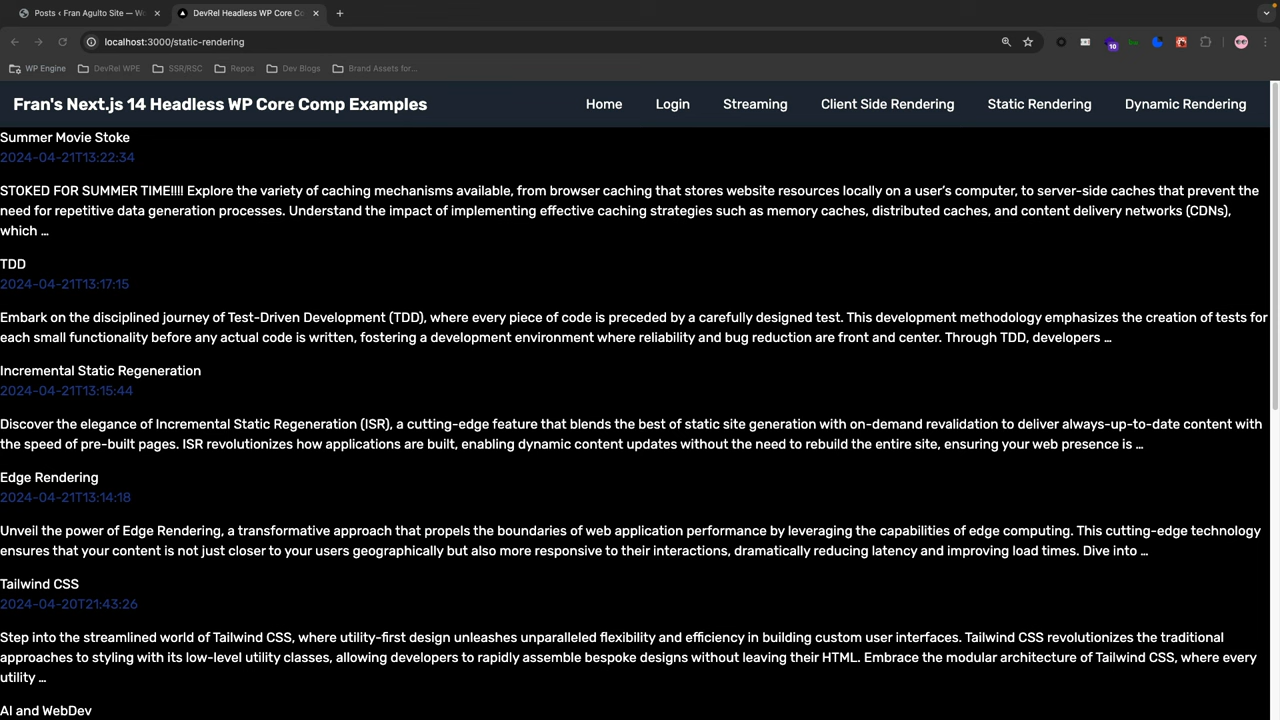 Posts ‹ Fran Agulto Site — Wo
DevRel Headless WP Core Co
localhost:3000/static-rendering
10
WP Engine
DevRel WPE
SSR/RSC
Repos
Dev Blogs
Brand Assets for...
Fran's Next.js 14 Headless WP Core Comp Examples
Home
Login
Streaming
Client Side Rendering
Static Rendering
Dynamic Rendering
Summer Movie Stoke
2024-04-21T13:22:34
STOKED FOR SUMMER TIME!!!! Explore the variety of caching mechanisms available, from browser caching that stores website resources locally on a user’s computer, to server-side caches that prevent the
need for repetitive data generation processes. Understand the impact of implementing effective caching strategies such as memory caches, distributed caches, and content delivery networks (CDNs),
which …
TDD
2024-04-21T13:17:15
Embark on the disciplined journey of Test-Driven Development (TDD), where every piece of code is preceded by a carefully designed test. This development methodology emphasizes the creation of tests for
each small functionality before any actual code is written, fostering a development environment where reliability and bug reduction are front and center. Through TDD, developers …
Incremental Static Regeneration
2024-04-21T13:15:44
Discover the elegance of Incremental Static Regeneration (ISR), a cutting-edge feature that blends the best of static site generation with on-demand revalidation to deliver always-up-to-date content with
the speed of pre-built pages. ISR revolutionizes how applications are built, enabling dynamic content updates without the need to rebuild the entire site, ensuring your web presence is …
Edge Rendering
2024-04-21T13:14:18
Unveil the power of Edge Rendering, a transformative approach that propels the boundaries of web application performance by leveraging the capabilities of edge computing. This cutting-edge technology
ensures that your content is not just closer to your users geographically but also more responsive to their interactions, dramatically reducing latency and improving load times. Dive into …
Tailwind CSS
2024-04-20T21:43:26
Step into the streamlined world of Tailwind CSS, where utility-first design unleashes unparalleled flexibility and efficiency in building custom user interfaces. Tailwind CSS revolutionizes the traditional
approaches to styling with its low-level utility classes, allowing developers to rapidly assemble bespoke designs without leaving their HTML. Embrace the modular architecture of Tailwind CSS, where every
utility …
AI and WebDev